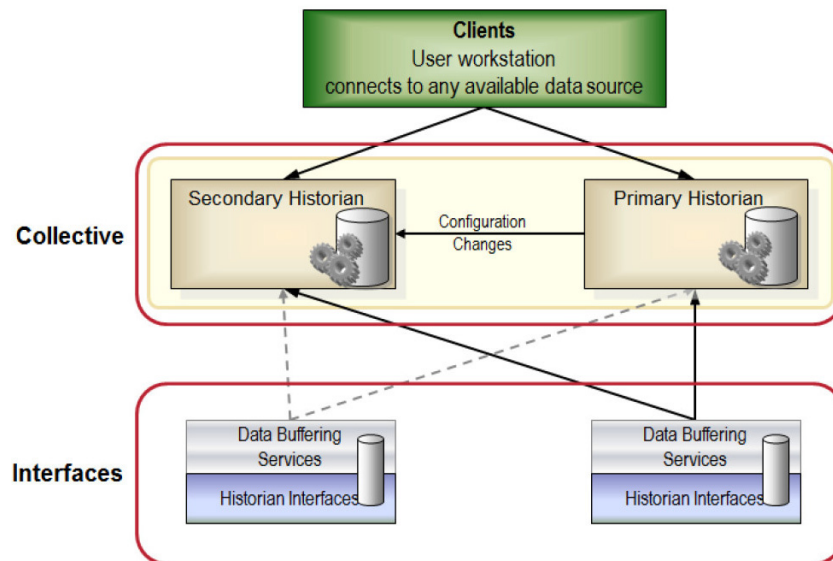 Clients
User workstation
connects to any available data source
Secondary Historian
Primary Historian
Configuration
Changes
Collective
Data Buffering
Services
Historian Interfaces
Data Buffering
Services
Historian Interfaces
Interfaces